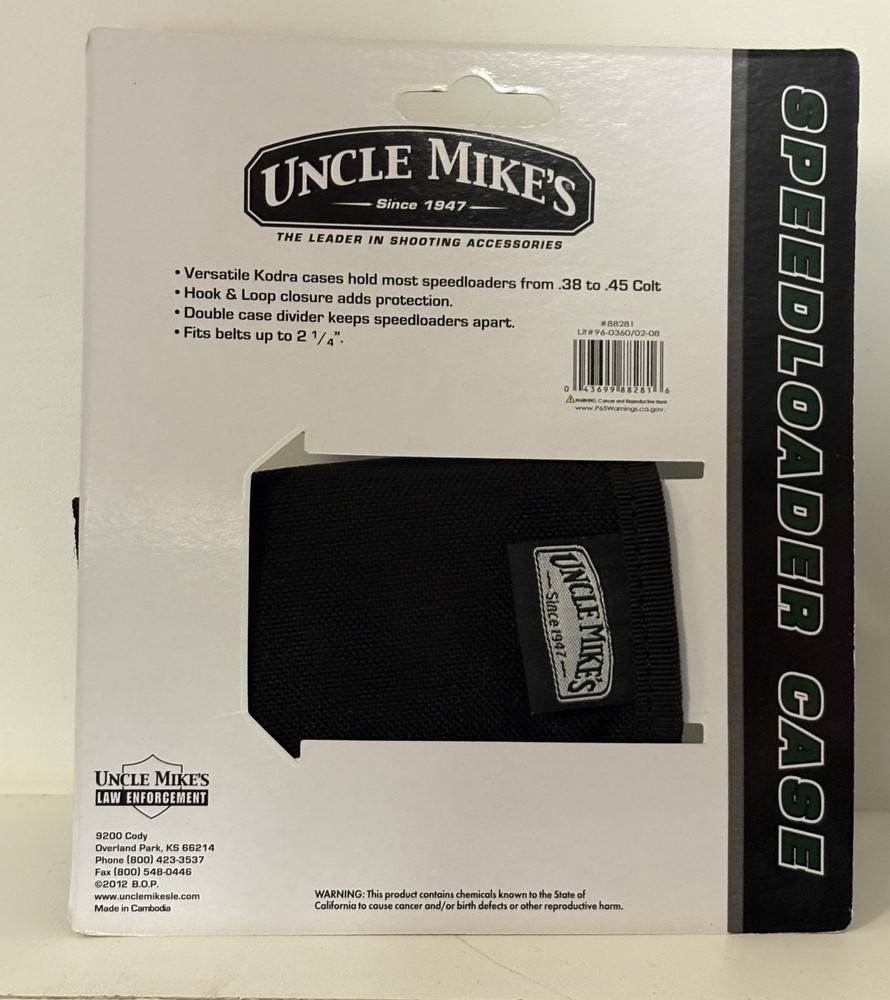 UNCLE MIKE'S
Since 1947
THE LEADER IN SHOOTING ACCESSORIES
• Versatile Kodra cases hold most speedloaders from .38 to .45 Colt
• Hook & Loop closure adds protection.
• Double case divider keeps speedloaders apart.
• Fits belts up to 2 1/4".
#88281
Lit# 96-0360/02-08
0 43699 88281 6
WARNING: Cancer and Reproductive Harm
www.P65Warnings.ca.gov.
SPEEDLOADER CASE
UNCLE MIKE'S
Since 1947
UNCLE MIKE'S
LAW ENFORCEMENT
9200 Cody
Overland Park, KS 66214
Phone (800) 423-3537
Fax (800) 548-0446
©2012 B.O.P.
www.unclemikesle.com
Made in Cambodia
WARNING: This product contains chemicals known to the State of
California to cause cancer and/or birth defects or other reproductive harm.